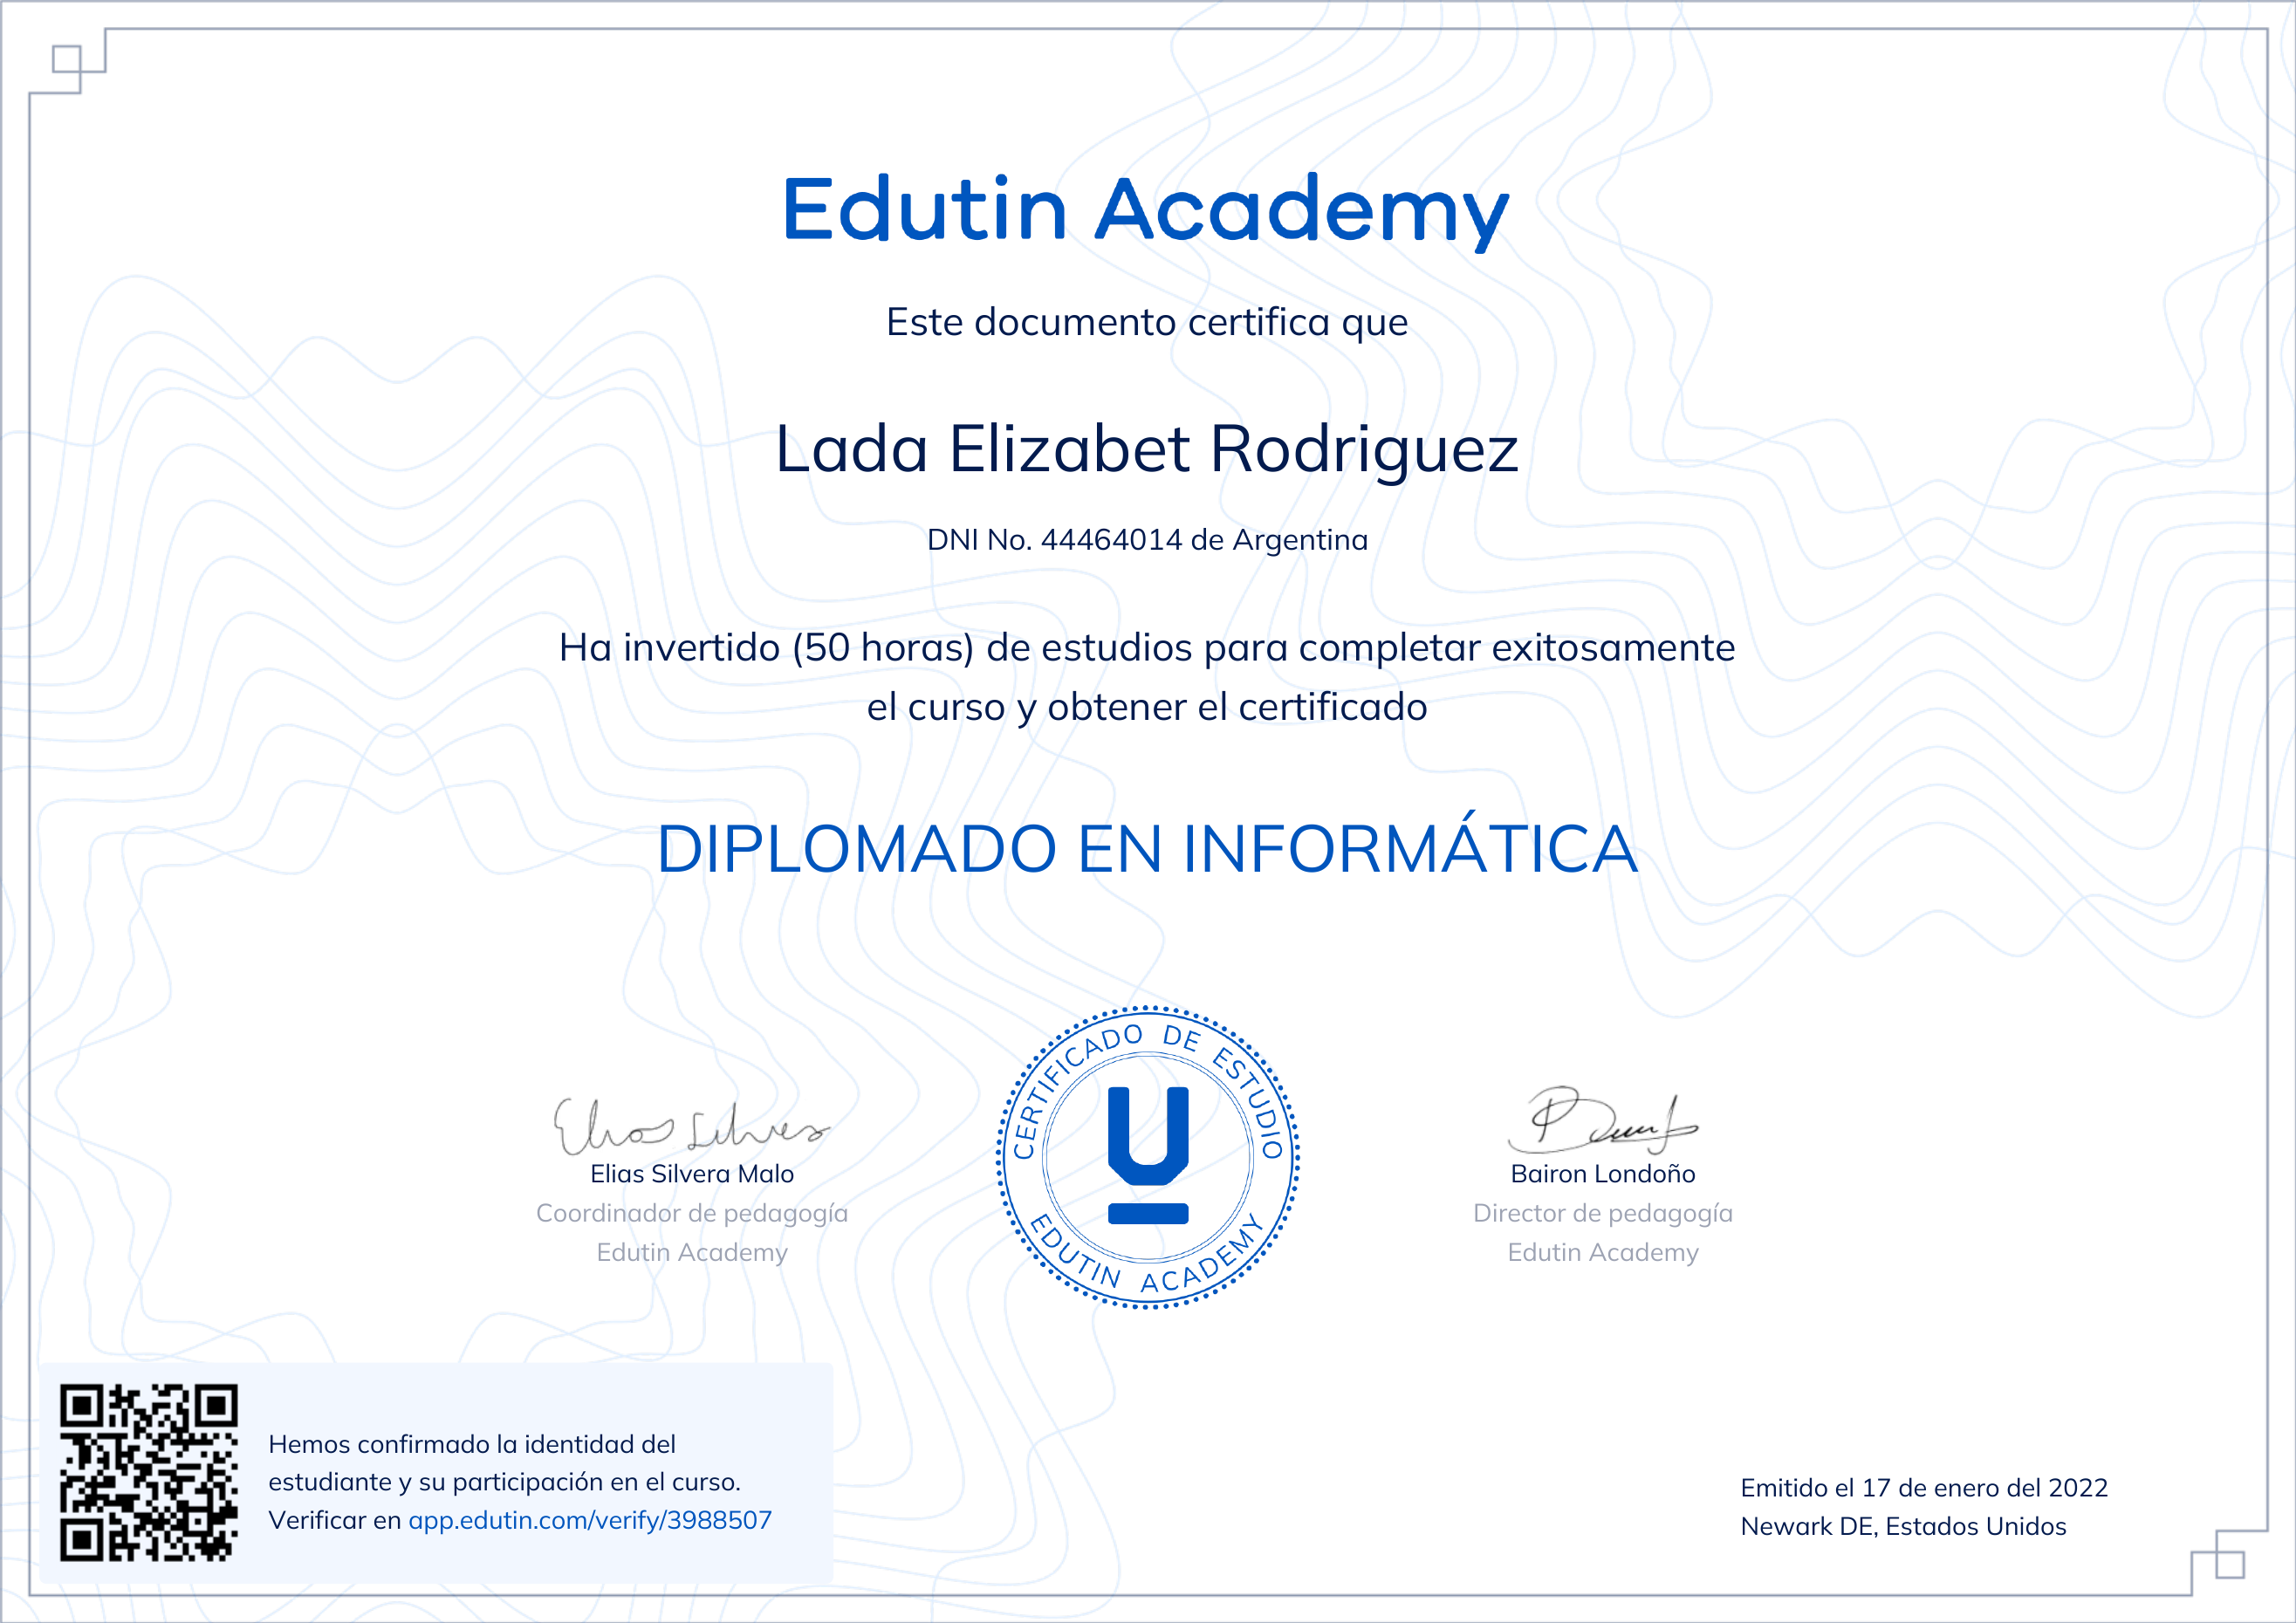 Edutin Academy
Este documento certifica que
Lada Elizabet Rodriguez
DNI No. 44464014 de Argentina
Ha invertido (50 horas) de estudios para completar exitosamente
el curso y obtener el certificado
DIPLOMADO EN INFORMÁTICA
CERTIFICADO DE ESTUDIO
EDUTIN ACADEMY
Elias Silvera Malo
Coordinador de pedagogía
Edutin Academy
Bairon Londoño
Director de pedagogía
Edutin Academy
Hemos confirmado la identidad del
estudiante y su participación en el curso.
Verificar en app.edutin.com/verify/3988507
Emitido el 17 de enero del 2022
Newark DE, Estados Unidos